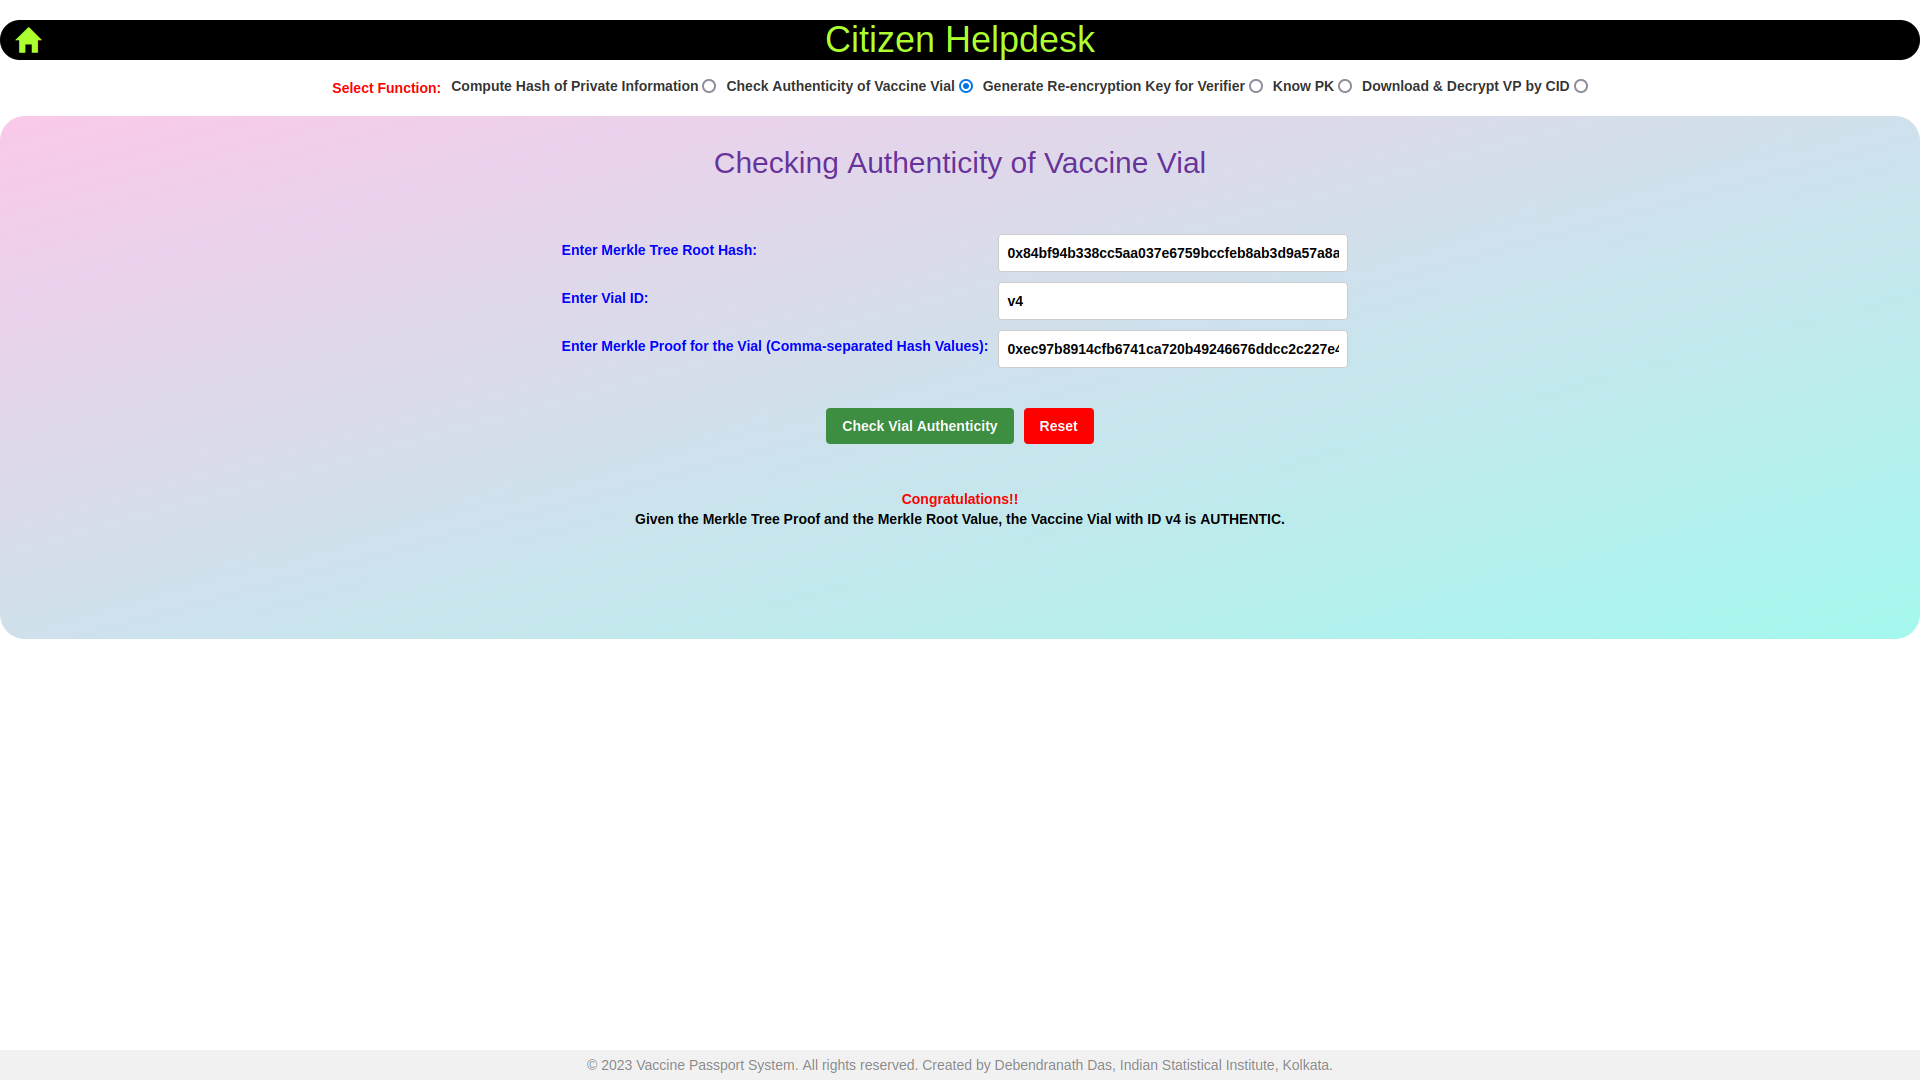 Citizen Helpdesk
Select Function: Compute Hash of Private Information Check Authenticity of Vaccine Vial Generate Re-encryption Key for Verifier Know PK Download & Decrypt VP by CID
Checking Authenticity of Vaccine Vial
Enter Merkle Tree Root Hash: 0x84bf94b338cc5aa037e6759bccfeb8ab3d9a57a8a
Enter Vial ID: v4
Enter Merkle Proof for the Vial (Comma-separated Hash Values): 0xec97b8914cfb6741ca720b49246676ddcc2c227e4
Check Vial Authenticity Reset
Congratulations!!
Given the Merkle Tree Proof and the Merkle Root Value, the Vaccine Vial with ID v4 is AUTHENTIC.
© 2023 Vaccine Passport System. All rights reserved. Created by Debendranath Das, Indian Statistical Institute, Kolkata.